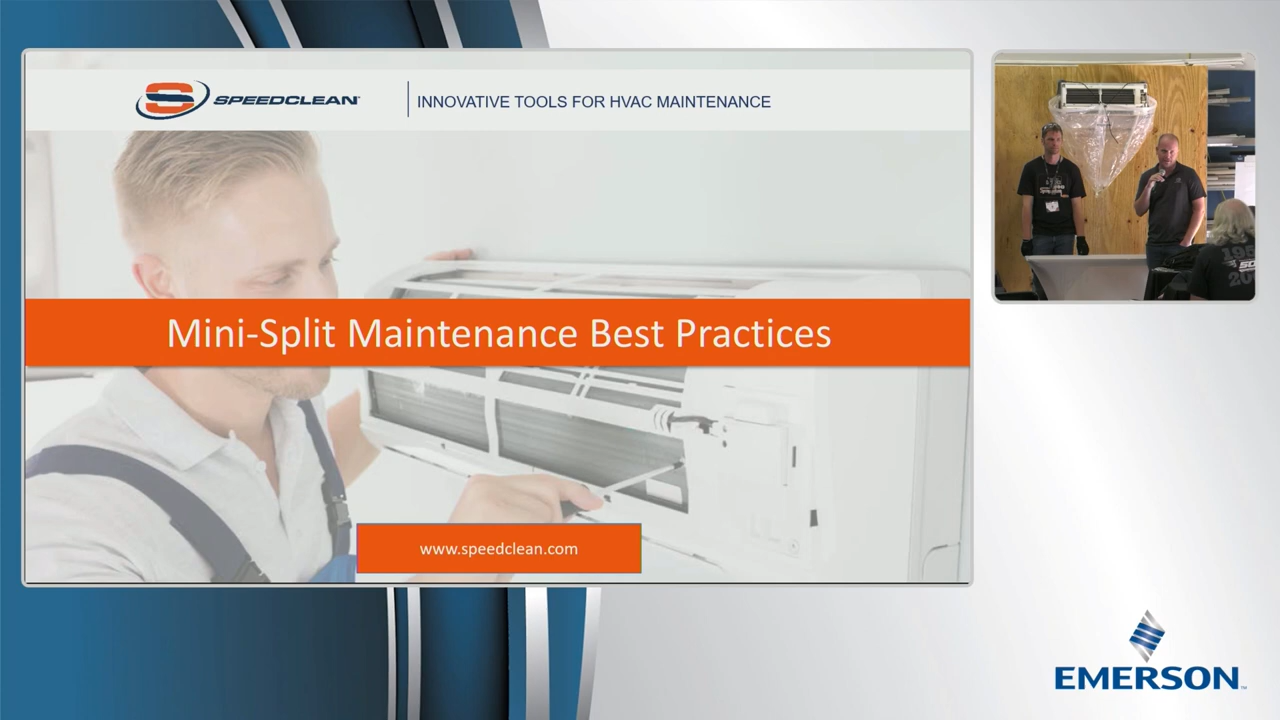 SPEEDCLEAN
INNOVATIVE TOOLS FOR HVAC MAINTENANCE
Mini-Split Maintenance Best Practices
www.speedclean.com
EMERSON